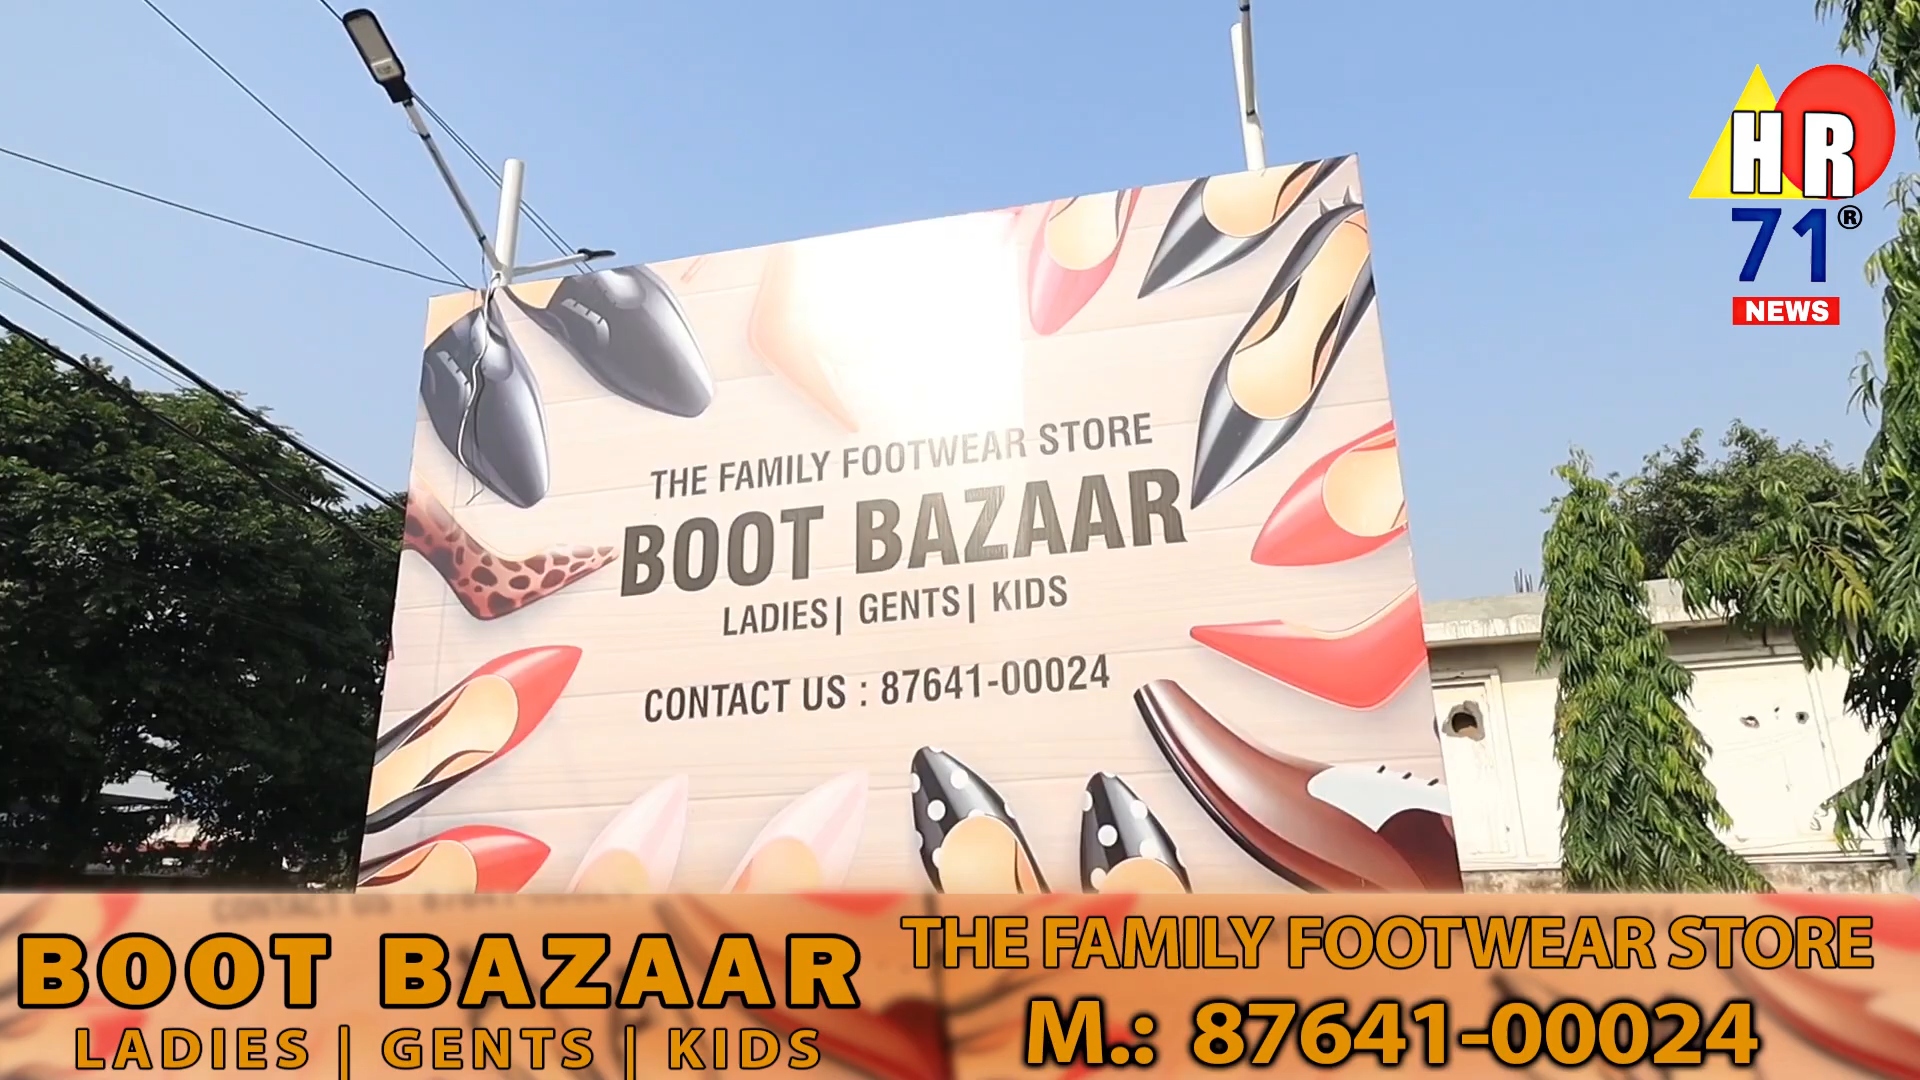 HR
71®
NEWS
THE FAMILY FOOTWEAR STORE
BOOT BAZAAR
LADIES| GENTS| KIDS
CONTACT US : 87641-00024
BOOT BAZAAR
LADIES | GENTS | KIDS
THE FAMILY FOOTWEAR STORE
M.: 87641-00024